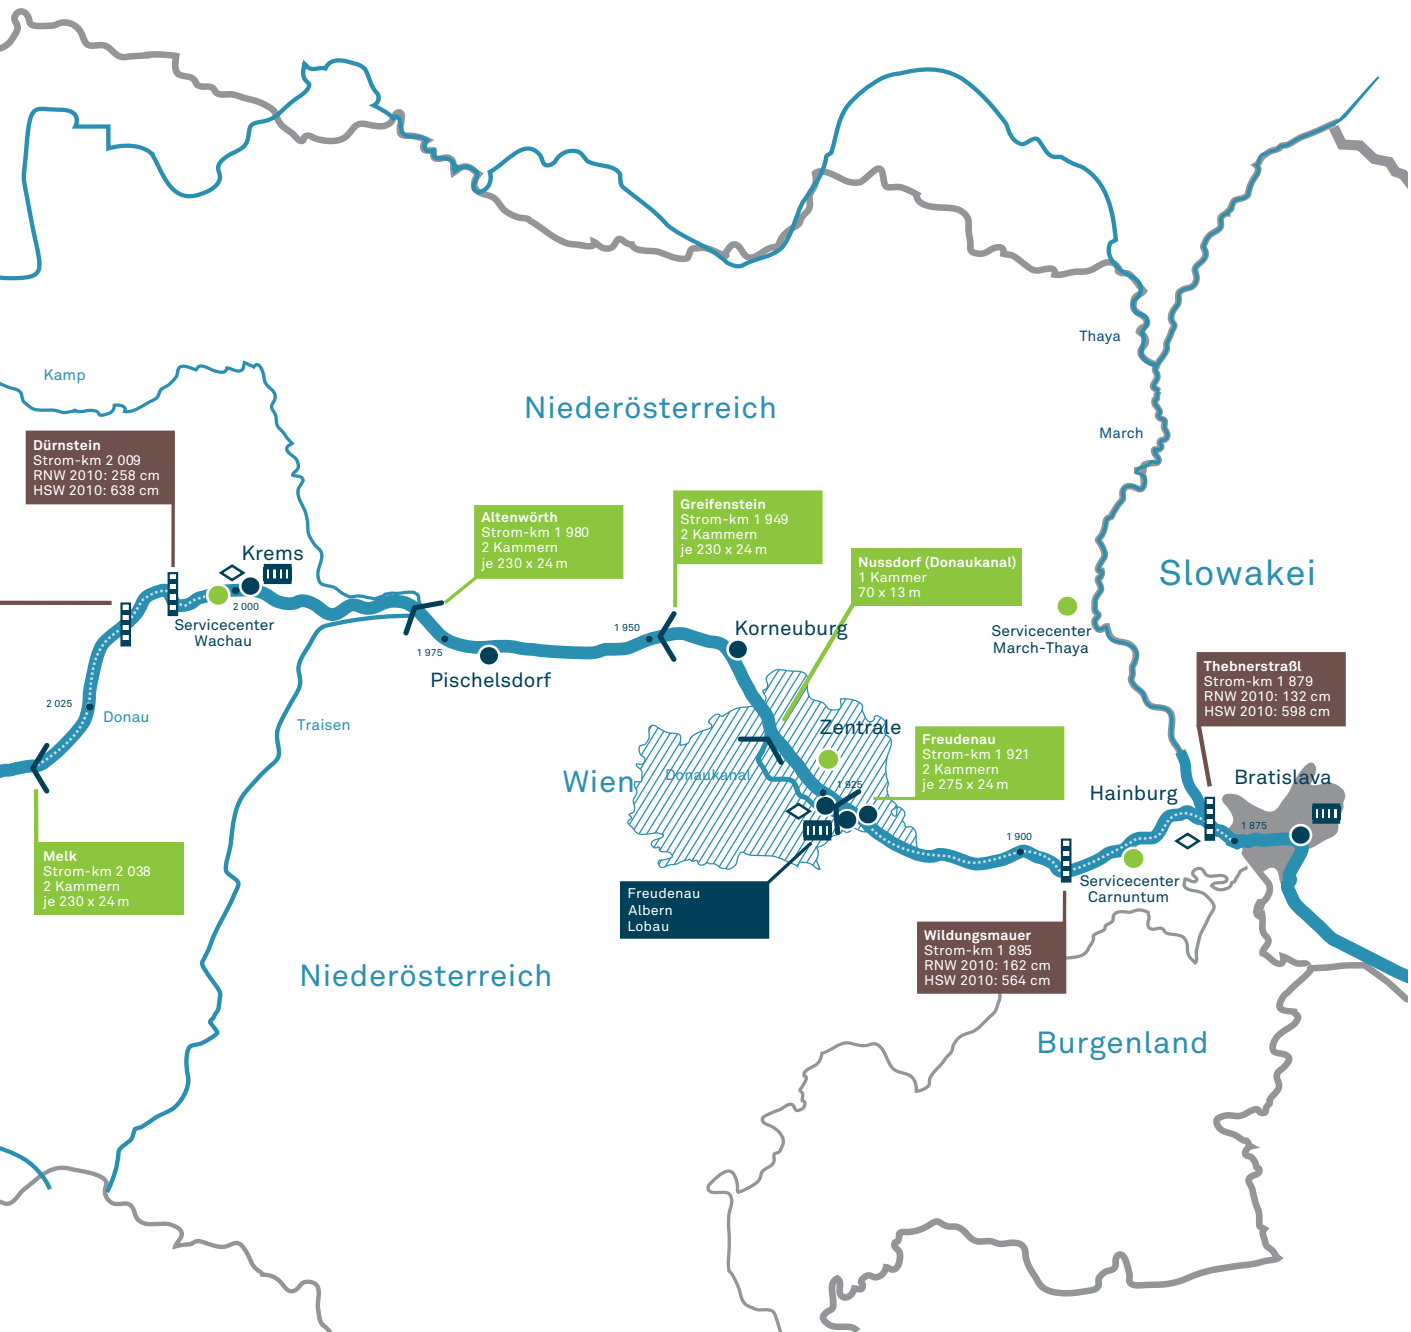 Thaya
Kamp
Niederösterreich
March
Dürnstein
Strom-km 2 009
RNW 2010: 258 cm
HSW 2010: 638 cm
Altenwörth
Strom-km 1 980
2 Kammern
je 230 x 24 m
Greifenstein
Strom-km 1 949
2 Kammern
je 230 x 24 m
Nussdorf (Donaukanal)
1 Kammer
70 x 13 m
Krems
2 000
Servicecenter
Wachau
Slowakei
1 950
Korneuburg
Servicecenter
March-Thaya
1 975
Pischelsdorf
Thebnerstraßl
Strom-km 1 879
RNW 2010: 132 cm
HSW 2010: 598 cm
2 025
Donau
Traisen
Zentrale
Freudenau
Strom-km 1 921
2 Kammern
je 275 x 24 m
Wien
Donaukanal
1 925
Hainburg
Bratislava
1 875
1 900
Melk
Strom-km 2 038
2 Kammern
je 230 x 24 m
Servicecenter
Carnuntum
Freudenau
Albern
Lobau
Wildungsmauer
Strom-km 1 895
RNW 2010: 162 cm
HSW 2010: 564 cm
Niederösterreich
Burgenland